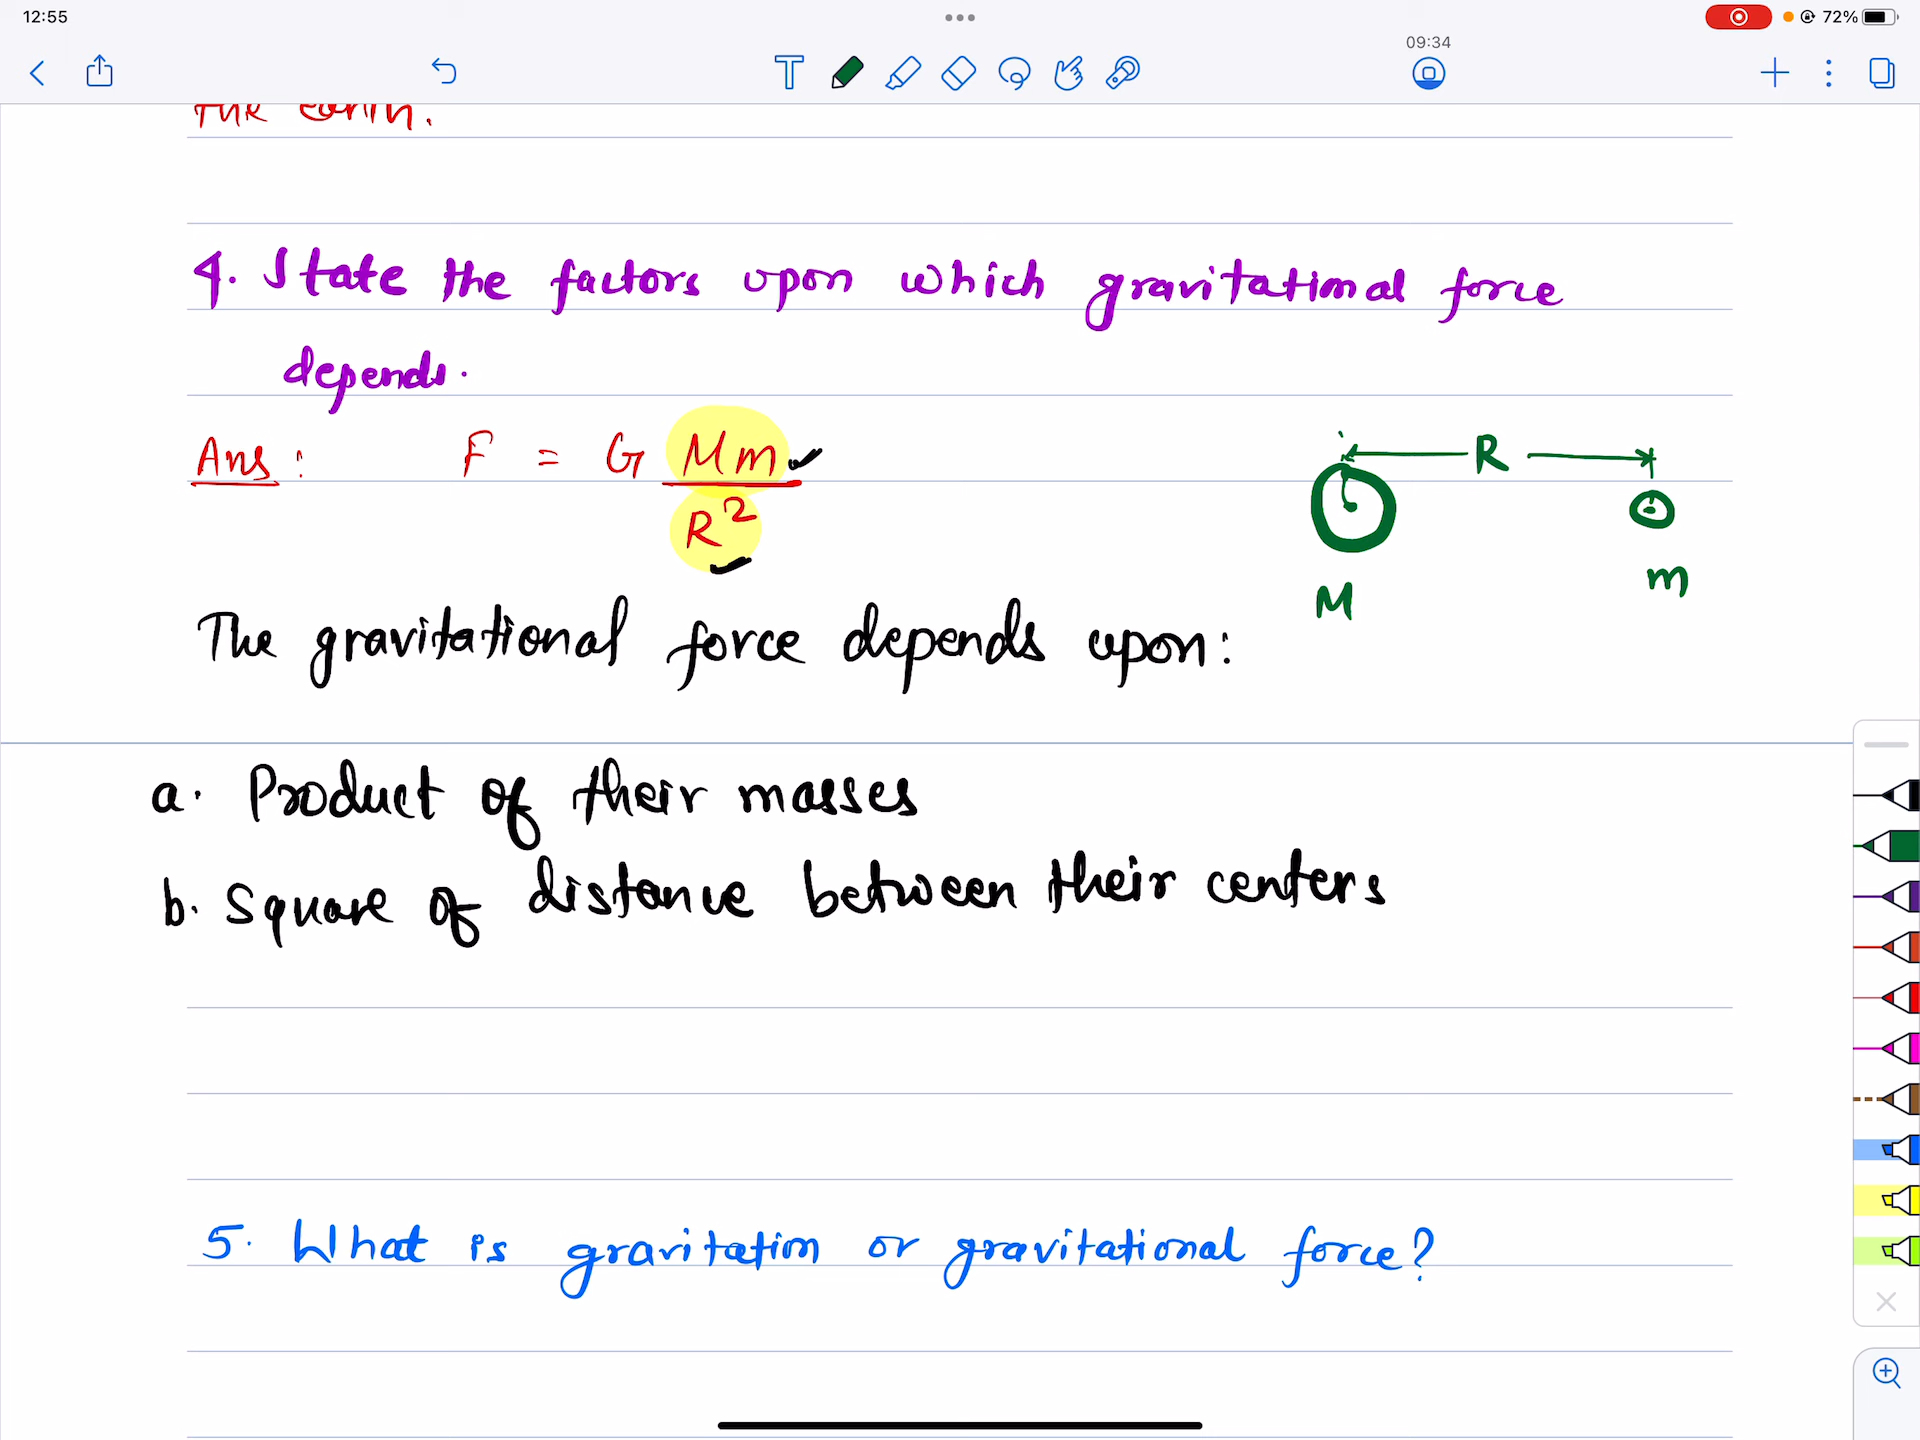 12:55
72%
09:34
the earth.
4. State the factors upon which gravitational force
depends.
Ans : F = G Mm
R²
R
M
m
The gravitational force depends upon:
a. Product of their masses
b. Square of distance between their centers
5. What is gravitation or gravitational force?